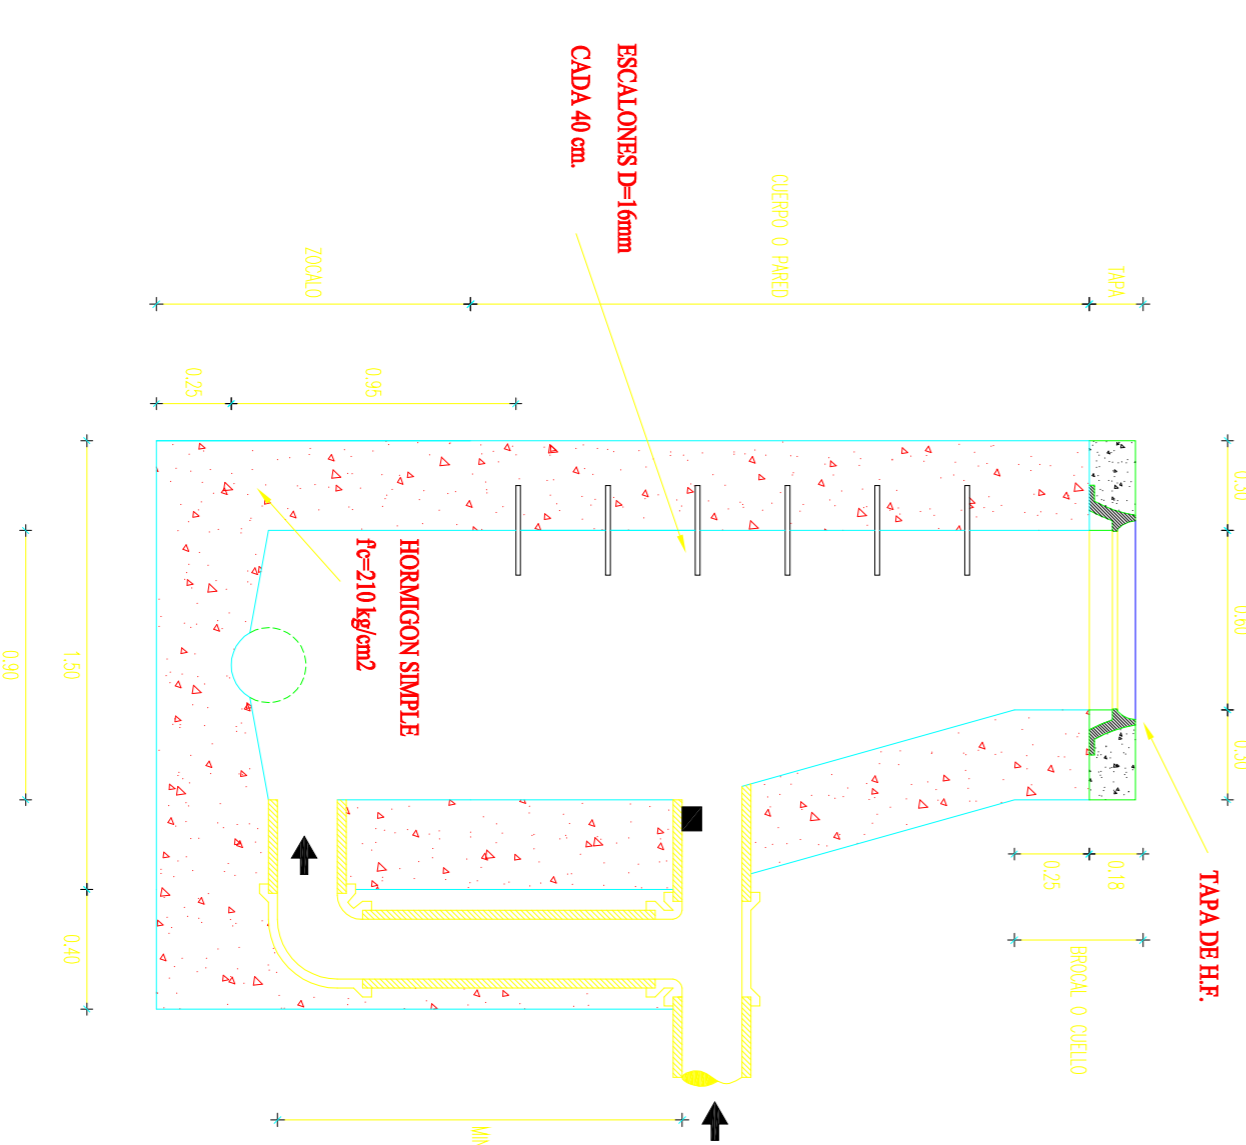 0.30
0.60
0.30
TAPA DE H.F.
TAPA
0.18
0.25
BROCAL O CUELLO
CUERPO O PARED
ESCALONES D=16mm
CADA 40 cm.
MIN
HORMIGON SIMPLE
f'c=210 kg/cm2
0.95
ZOCALO
0.25
1.50
0.40
0.90